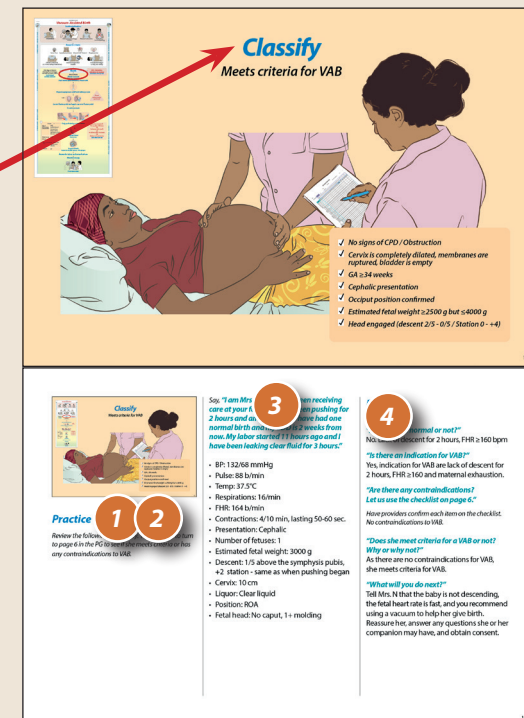 Classify
Meets criteria for VAB
✓ No signs of CPD / Obstruction
✓ Cervix is completely dilated, membranes are
ruptured, bladder is empty
✓ GA ≥34 weeks
✓ Cephalic presentation
✓ Occiput position confirmed
✓ Estimated fetal weight ≥2500 g but ≤4000 g
✓ Head engaged (descent 2/5 - 0/5 / Station 0 - +4)
Classify
Meets criteria for VAB
Practice
1 2
Review the follow to turn
to page 6 in the PG to see if she meets criteria or has
any contraindications to VAB.
3
Say, "I am Mrs en receiving
care at your f en pushing for
2 hours and a have had one
normal birth and is 2 weeks from
now. My labor started 11 hours ago and I
have been leaking clear fluid for 3 hours."
• BP: 132/68 mmHg
• Pulse: 88 b/min
• Temp: 37.5°C
• Respirations: 16/min
• FHR: 164 b/min
• Contractions: 4/10 min, lasting 50-60 sec.
• Presentation: Cephalic
• Number of fetuses: 1
• Estimated fetal weight: 3000 g
• Descent: 1/5 above the symphysis pubis,
+2 station - same as when pushing began
• Cervix: 10 cm
• Liquor: Clear liquid
• Position: ROA
• Fetal head: No caput, 1+ molding
4
normal or not?"
No. descent for 2 hours, FHR ≥160 bpm
"Is there an indication for VAB?"
Yes, indication for VAB are lack of descent for
2 hours, FHR ≥160 and maternal exhaustion.
"Are there any contraindications?
Let us use the checklist on page 6."
Have providers confirm each item on the checklist.
No contraindications to VAB.
"Does she meet criteria for a VAB or not?
Why or why not?"
As there are no contraindications for VAB,
she meets criteria for VAB.
"What will you do next?"
Tell Mrs. N that the baby is not descending,
the fetal heart rate is fast, and you recommend
using a vacuum to help her give birth.
Reassure her, answer any questions she or her
companion may have, and obtain consent.